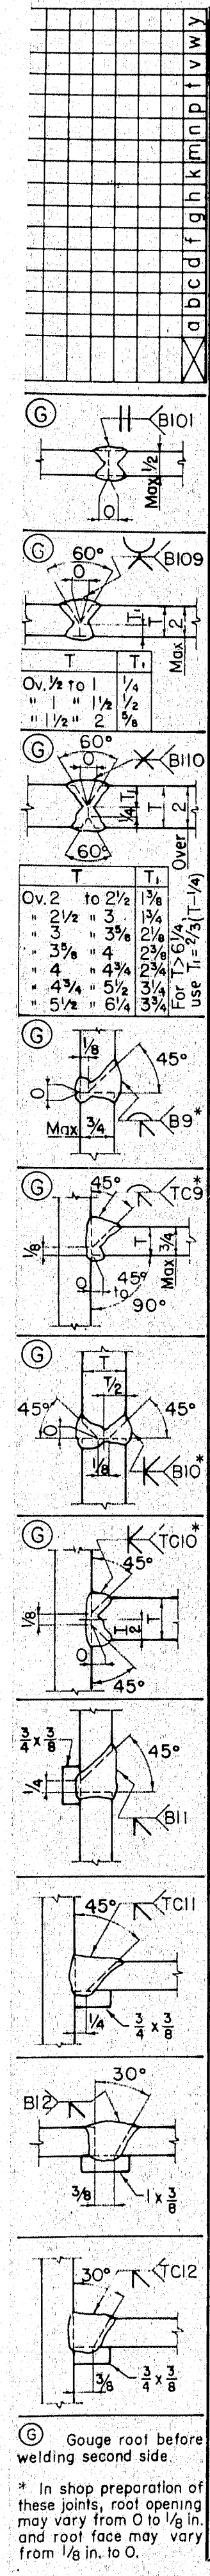 a b c d f g h k m n p t v w y
G
B101
Max 1/2
O
G
60°
O
B109
T1
T
2
Max
T T1
Ov. 1/2 to 1 1/4
" 1 " 1 1/2 1/2
" 1 1/2 " 2 5/8
G
60°
O
B110
1/4
T1
T
2
Over
60°
T T1
Ov. 2 to 2 1/2 1 3/8
" 2 1/2 " 3 1 3/4
" 3 " 3 5/8 2 1/8
" 3 5/8 " 4 2 3/8
" 4 " 4 3/4 2 3/4
" 4 3/4 " 5 1/2 3 1/4
" 5 1/2 " 6 1/4 3 3/4
For T > 6 1/4
use T1 = 2/3 (T-1/4)
G
1/8
45°
O
Max 3/4
B9*
G
45°
TC9*
1/8
T
Max 3/4
O
45°
to
90°
G
T
T/2
45°
45°
O
1/8
B10*
G
TC10*
45°
1/8
T/2
T
O
45°
3/4 x 3/8
45°
1/4
B11
45°
TC11
1/4
3/4 x 3/8
30°
B12
3/8
1 x 3/8
30°
TC12
3/8
3/4 x 3/8
G Gouge root before
welding second side.
* In shop preparation of
these joints, root opening
may vary from 0 to 1/8 in.
and root face may vary
from 1/8 in. to 0.